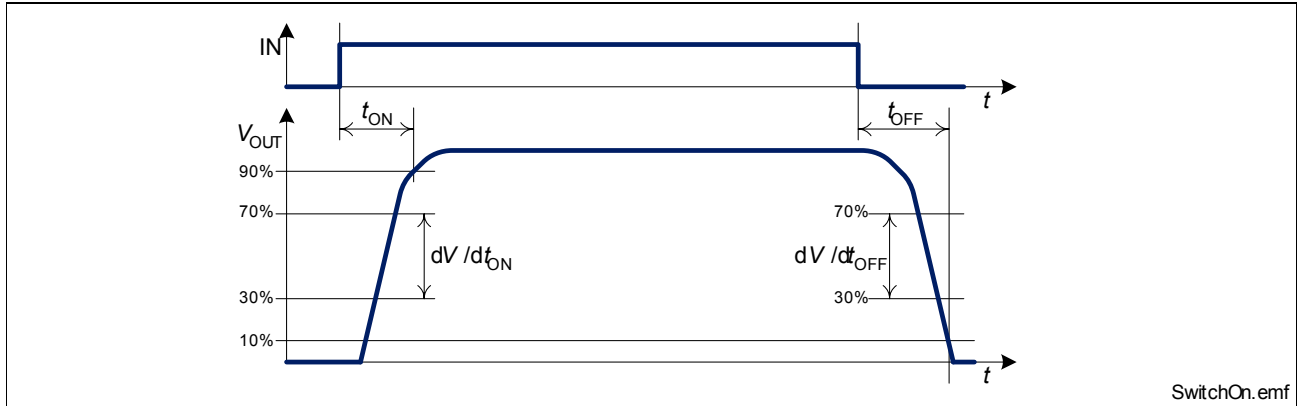 IN
t
tON
tOFF
VOUT
90%
70%
70%
dV/dtON
dV/dtOFF
30%
30%
10%
t
SwitchOn.emf